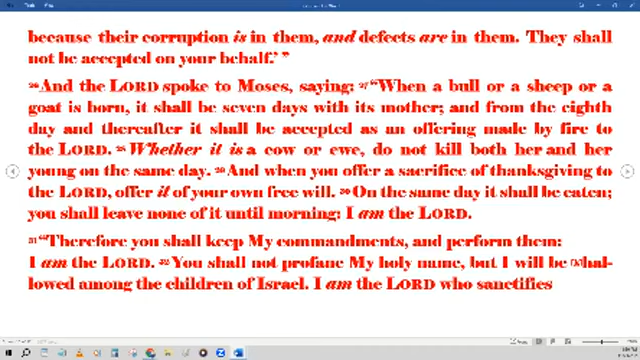 because their corruption is in them, and defects are in them. They shall
not be accepted on your behalf.’ ”
26 And the LORD spoke to Moses, saying: 27 “When a bull or a sheep or a
goat is born, it shall be seven days with its mother; and from the eighth
day and thereafter it shall be accepted as an offering made by fire to
the LORD. 28 Whether it is a cow or ewe, do not kill both her and her
young on the same day. 29 And when you offer a sacrifice of thanksgiving to
the LORD, offer it of your own free will. 30 On the same day it shall be eaten;
you shall leave none of it until morning: I am the LORD.
31 “Therefore you shall keep My commandments, and perform them:
I am the LORD. 32 You shall not profane My holy name, but I will be hal-
lowed among the children of Israel. I am the LORD who sanctifies